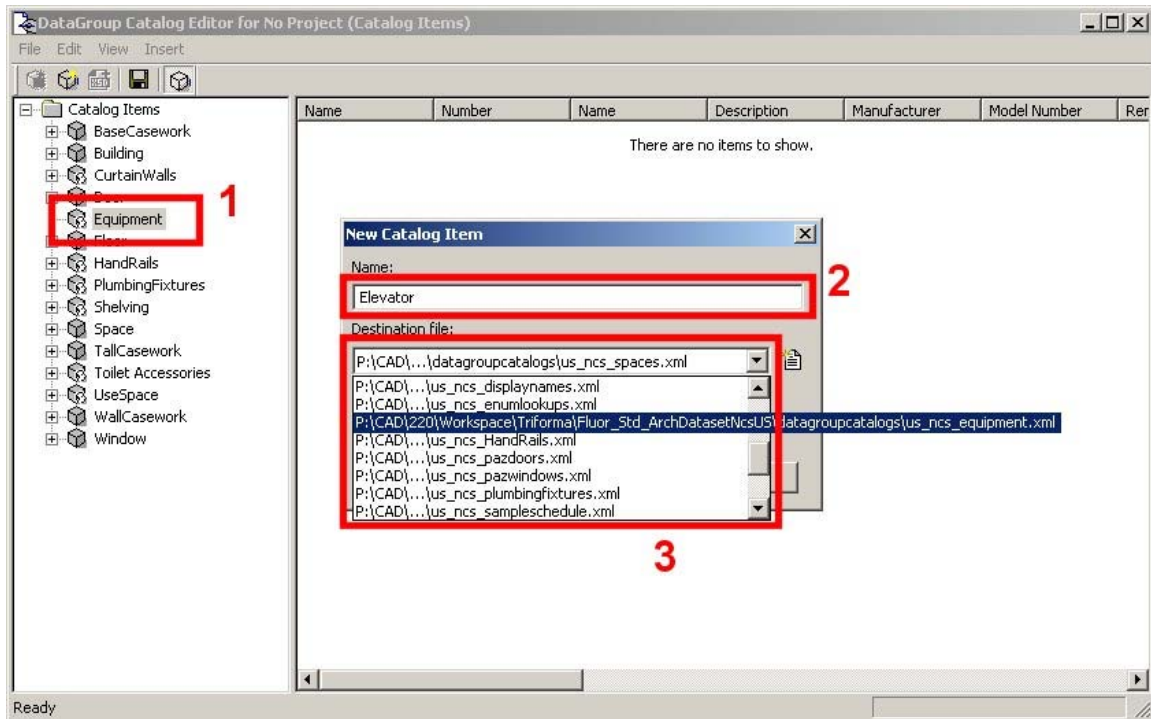 DataGroup Catalog Editor for No Project (Catalog Items)
File Edit View Insert
Catalog Items
BaseCasework
Building
CurtainWalls
Door
Equipment
Floor
HandRails
PlumbingFixtures
Shelving
Space
TallCasework
Toilet Accessories
UseSpace
WallCasework
Window
1
Name Number Name Description Manufacturer Model Number Rer
There are no items to show.
New Catalog Item
Name:
Elevator
2
Destination file:
P:\CAD\...\datagroupcatalogs\us_ncs_spaces.xml
P:\CAD\...\us_ncs_displaynames.xml
P:\CAD\...\us_ncs_enumlookups.xml
P:\CAD\220\Workspace\Triforma\Fluor_Std_ArchDatasetNcsUS\datagroupcatalogs\us_ncs_equipment.xml
P:\CAD\...\us_ncs_HandRails.xml
P:\CAD\...\us_ncs_pazdoors.xml
P:\CAD\...\us_ncs_pazwindows.xml
P:\CAD\...\us_ncs_plumbingfixtures.xml
P:\CAD\...\us_ncs_sampleschedule.xml
3
Ready